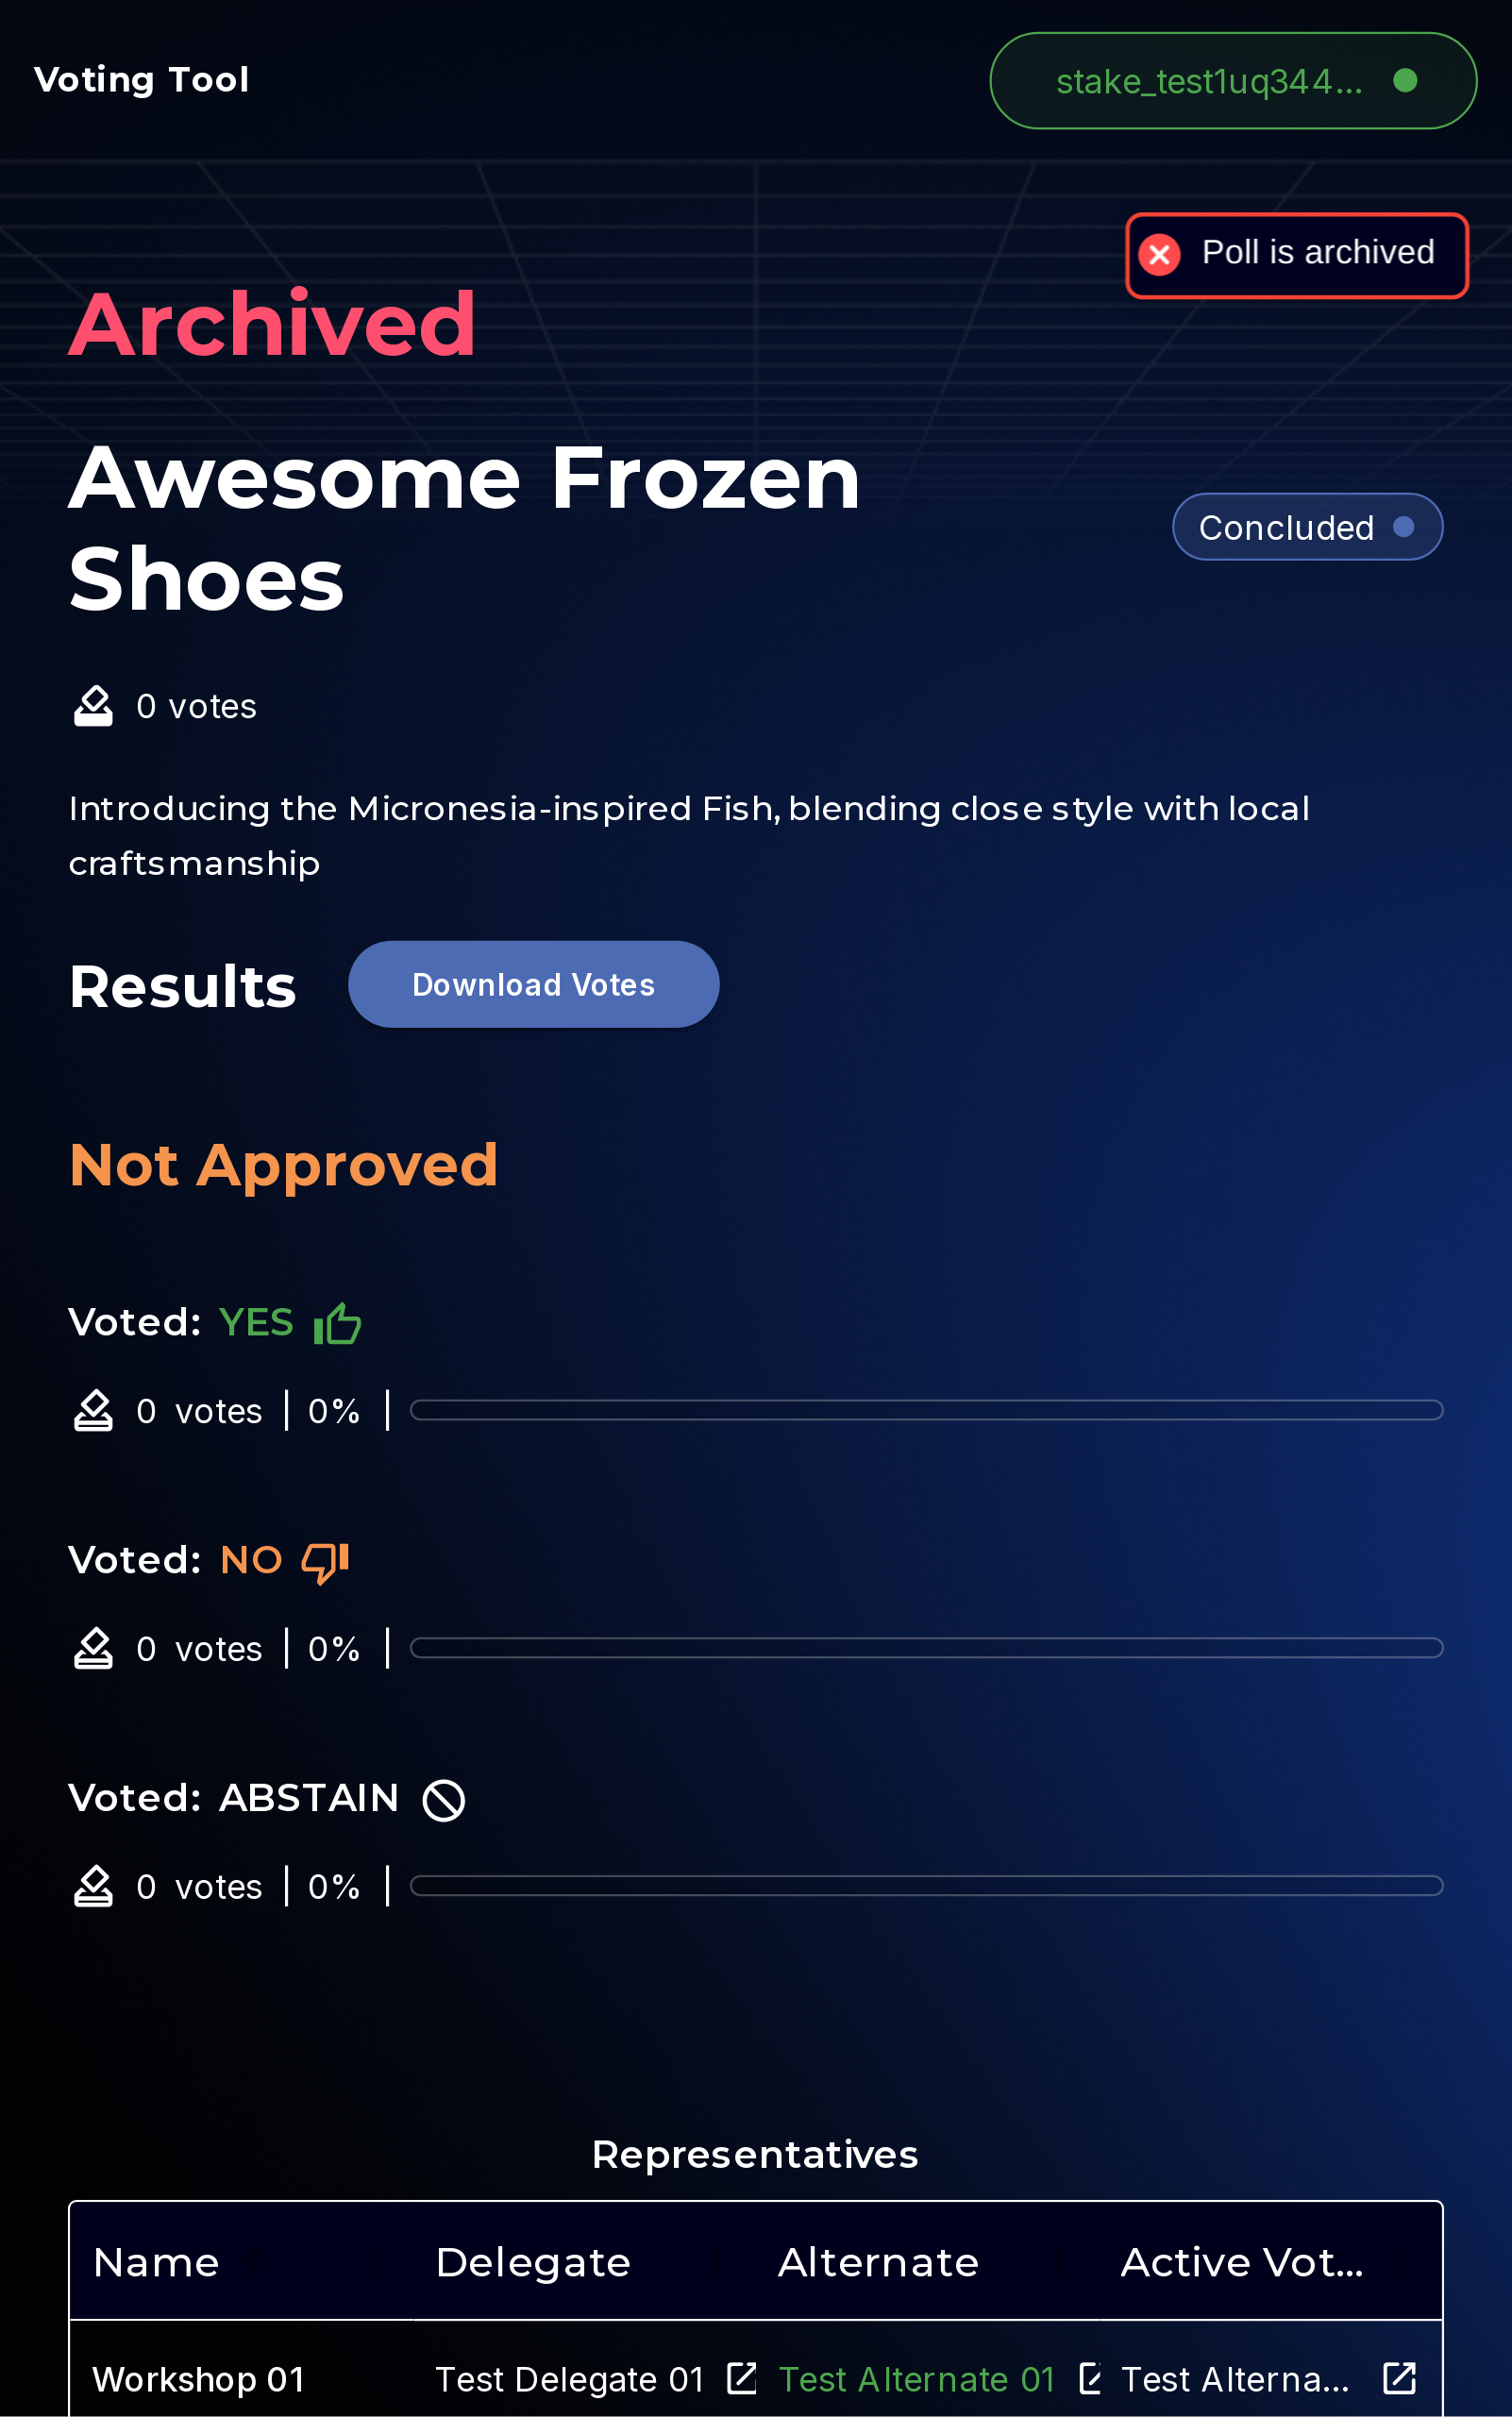 Voting Tool
stake_test1uq344...
Poll is archived
Archived
Awesome Frozen
Shoes
Concluded
0 votes
Introducing the Micronesia-inspired Fish, blending close style with local
craftsmanship
Results
Download Votes
Not Approved
Voted: YES
0 votes | 0% |
Voted: NO
0 votes | 0% |
Voted: ABSTAIN
0 votes | 0% |
Representatives
Name Delegate Alternate Active Vot...
Workshop 01 Test Delegate 01 Test Alternate 01 Test Alterna...